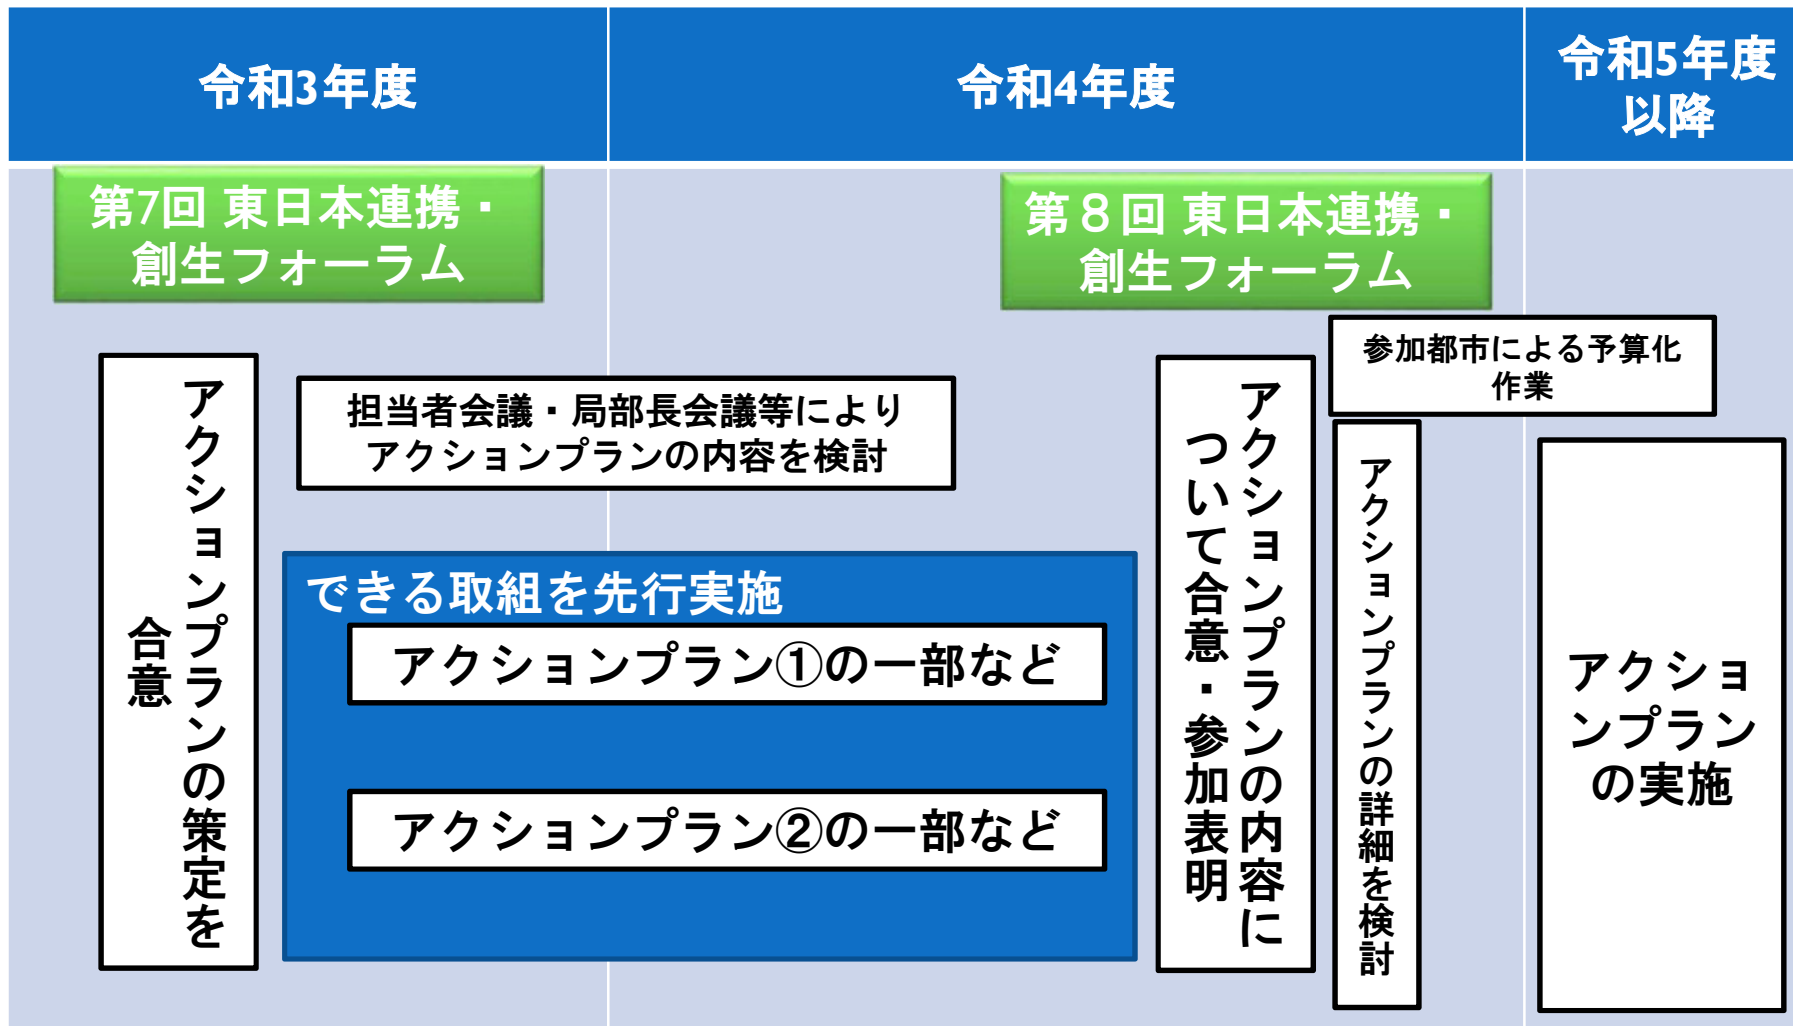 令和3年度
令和4年度
令和5年度
以降
第7回 東日本連携・
創生フォーラム
第８回 東日本連携・
創生フォーラム
アクションプランの策定を
合意
担当者会議・局部長会議等により
アクションプランの内容を検討
できる取組を先行実施
アクションプラン①の一部など
アクションプラン②の一部など
アクションプランの内容に
ついて合意・参加表明
参加都市による予算化
作業
アクションプランの詳細を検討
アクショ
ンプラン
の実施